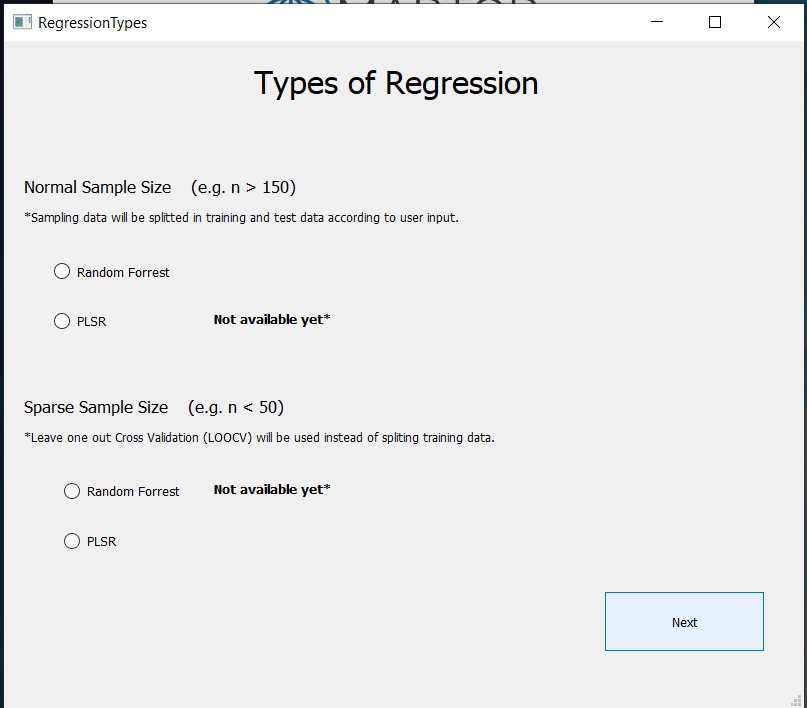 RegressionTypes
Types of Regression
Normal Sample Size (e.g. n > 150)
*Sampling data will be splitted in training and test data according to user input.
Random Forrest
PLSR Not available yet*
Sparse Sample Size (e.g. n < 50)
*Leave one out Cross Validation (LOOCV) will be used instead of spliting training data.
Random Forrest Not available yet*
PLSR
Next